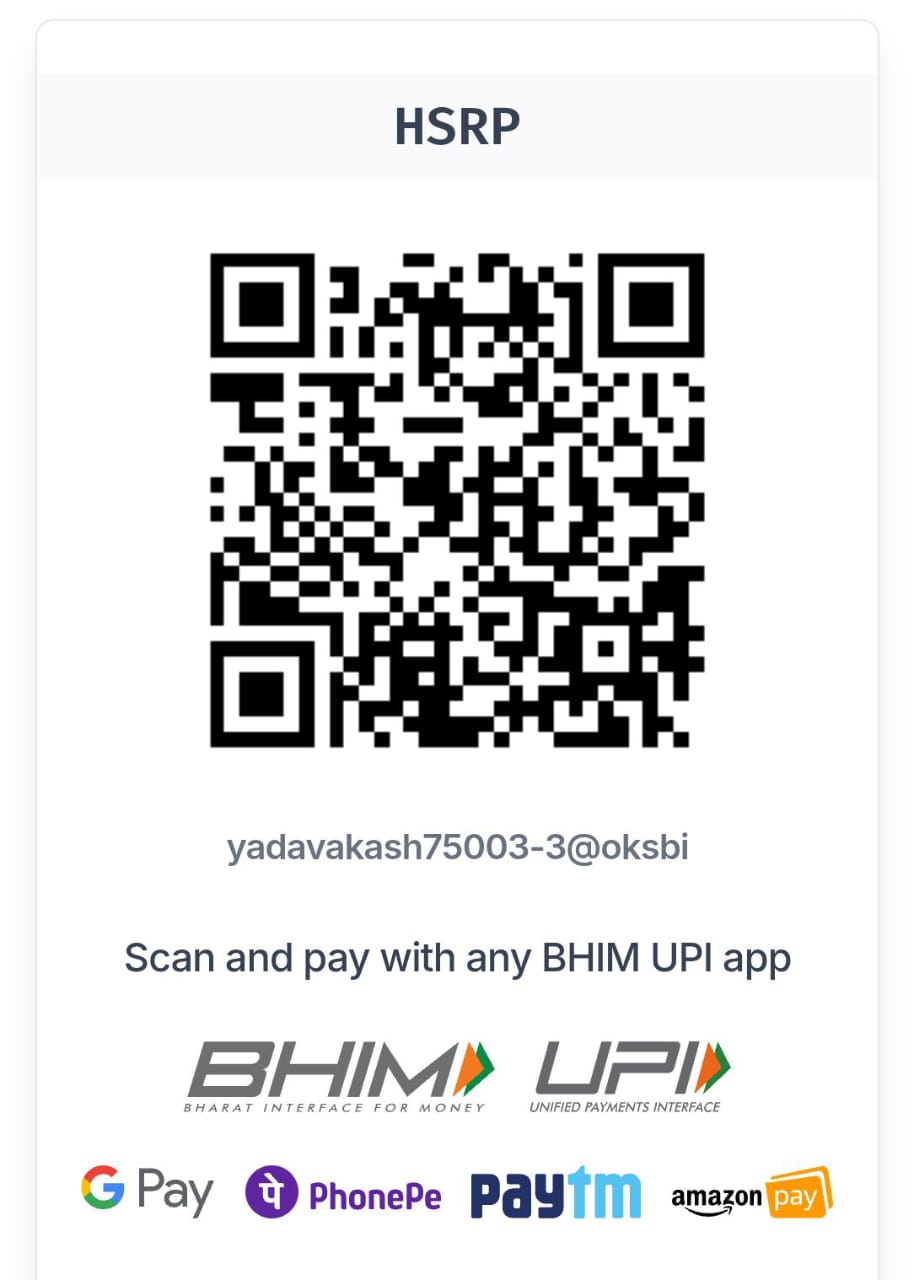 HSRP
yadavakash75003-3@oksbi
Scan and pay with any BHIM UPI app
BHIM UPI
BHARAT INTERFACE FOR MONEY UNIFIED PAYMENTS INTERFACE
G Pay पे PhonePe paytm amazon pay